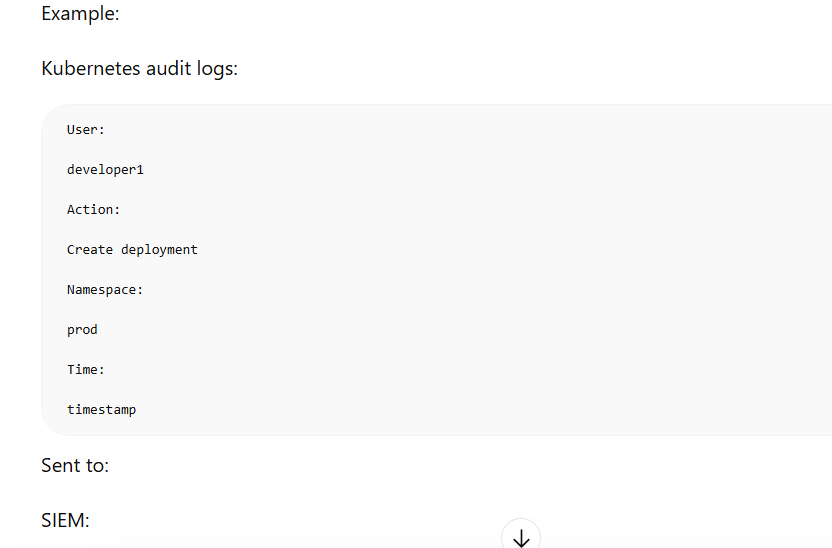 Example:
Kubernetes audit logs:
User:
developer1
Action:
Create deployment
Namespace:
prod
Time:
timestamp
Sent to:
SIEM: